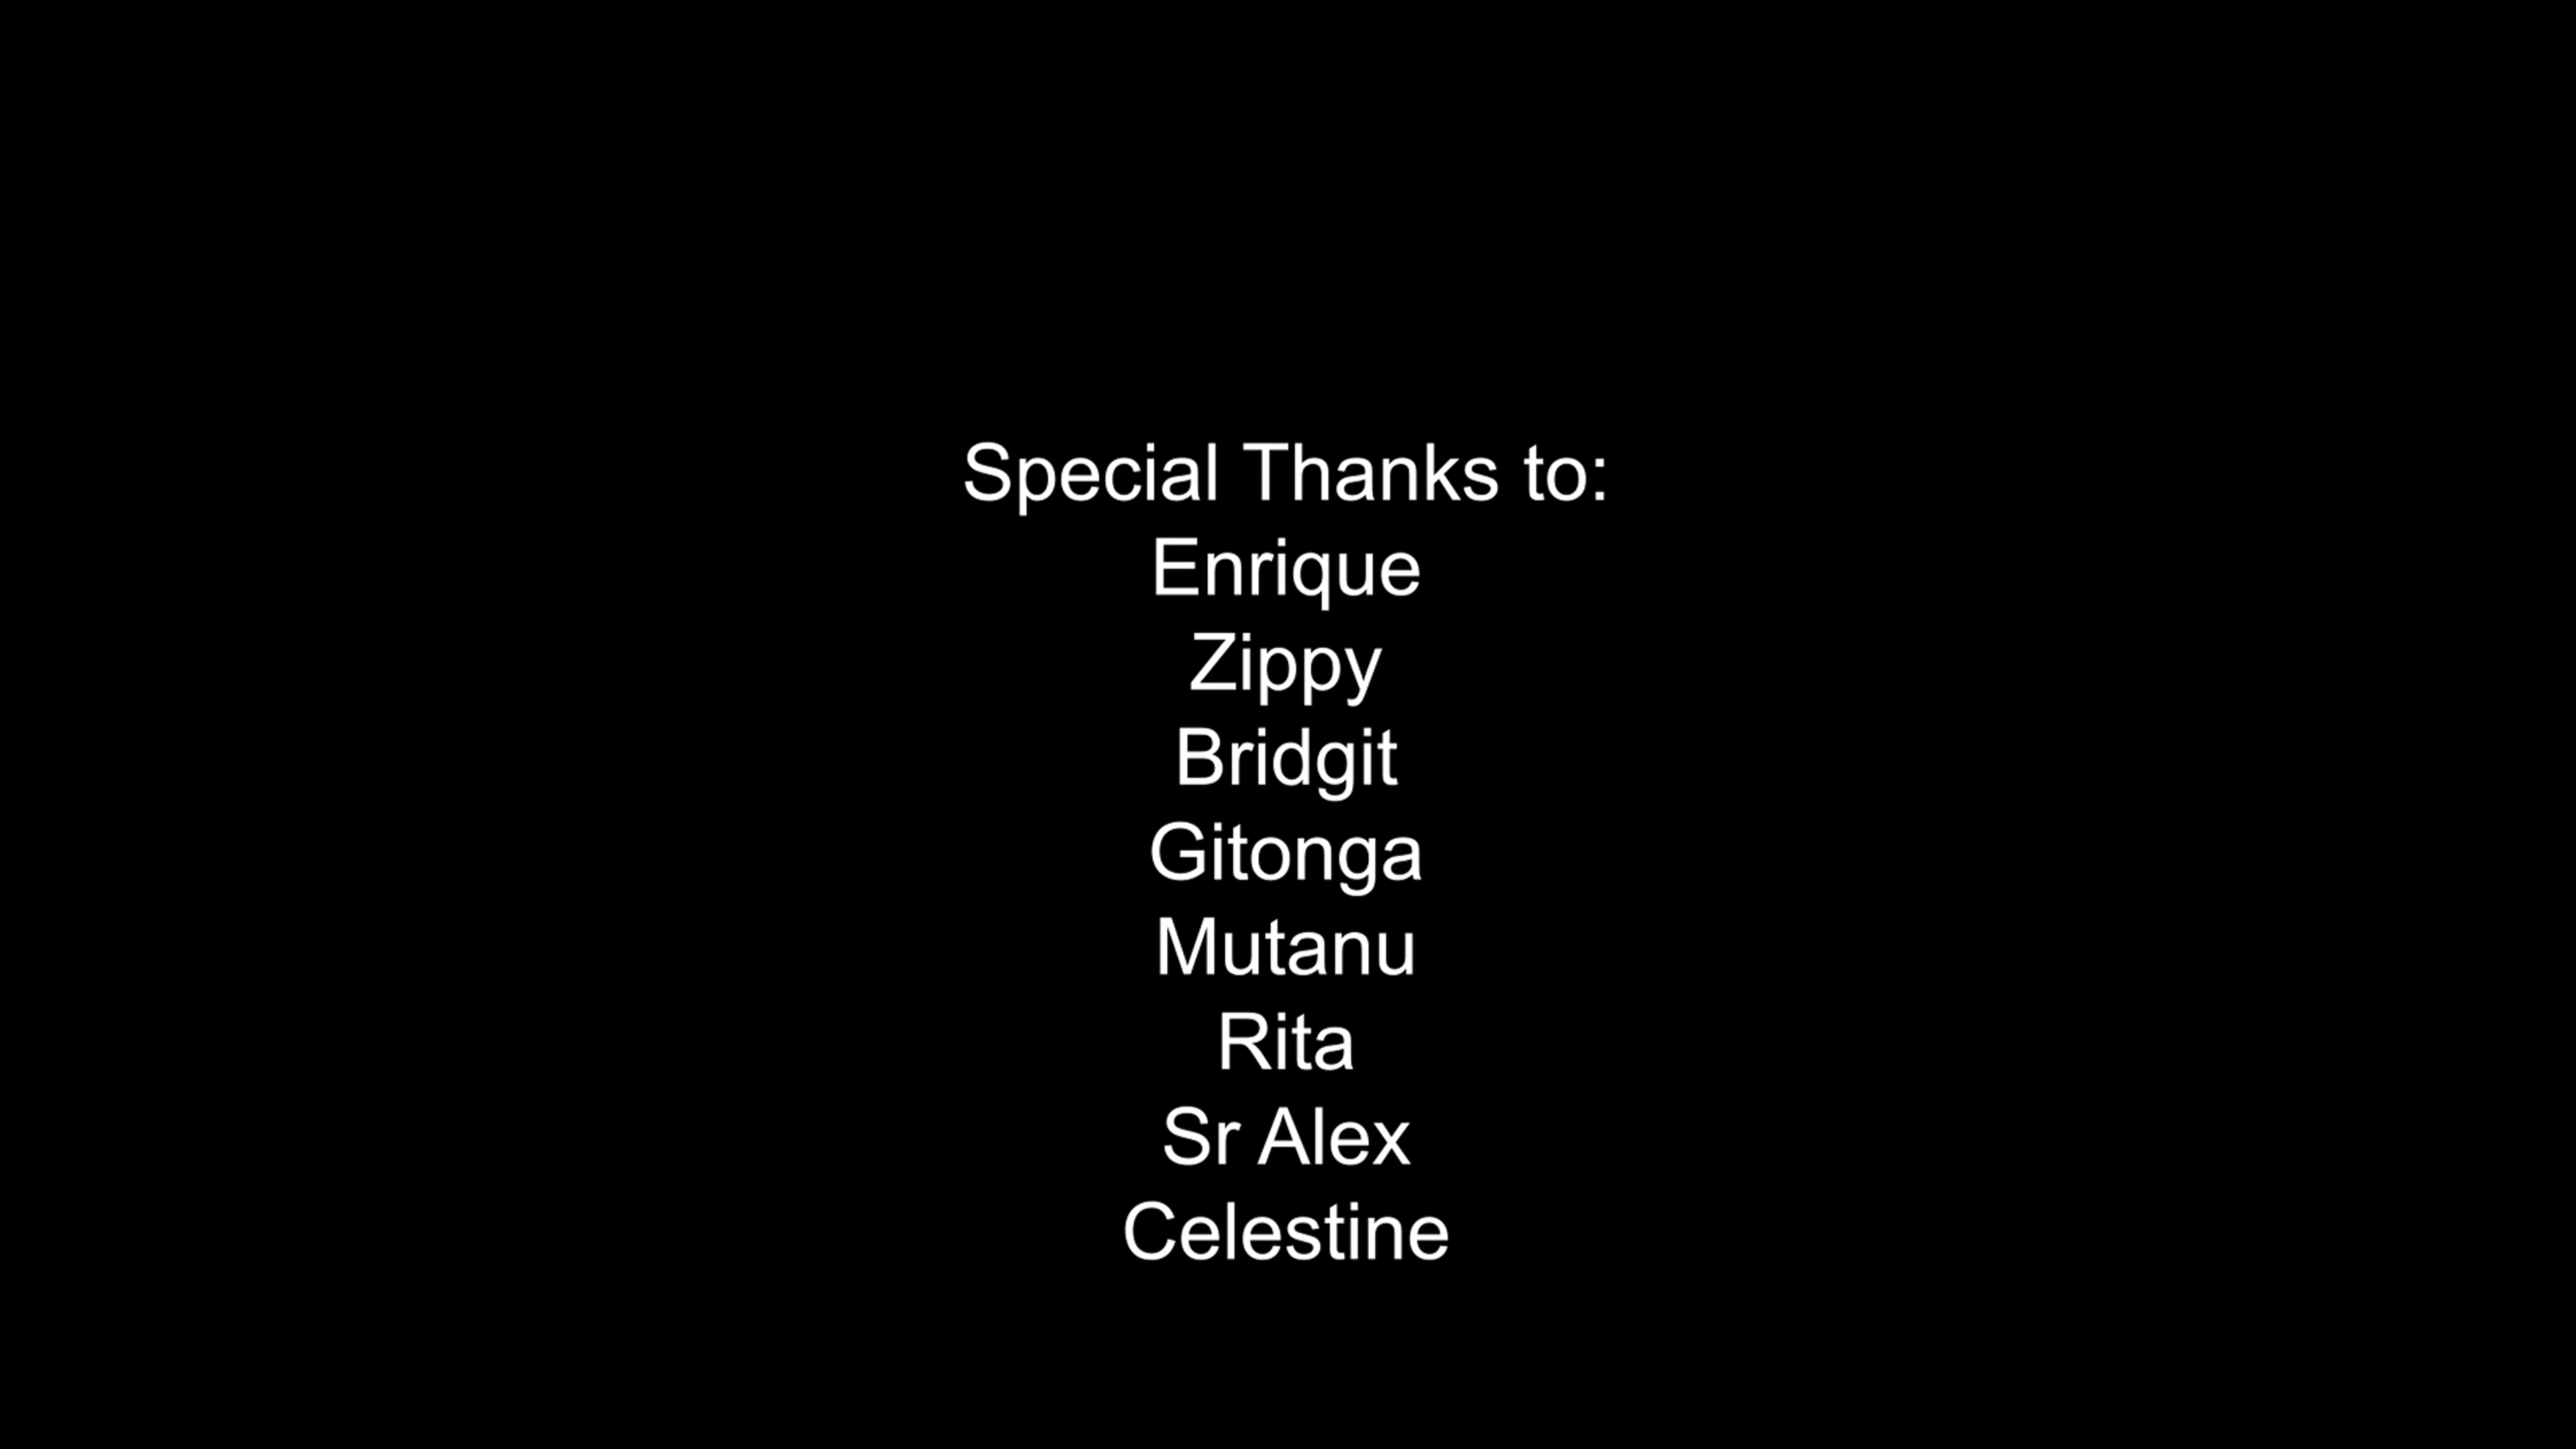 Special Thanks to:
Enrique
Zippy
Bridgit
Gitonga
Mutanu
Rita
Sr Alex
Celestine